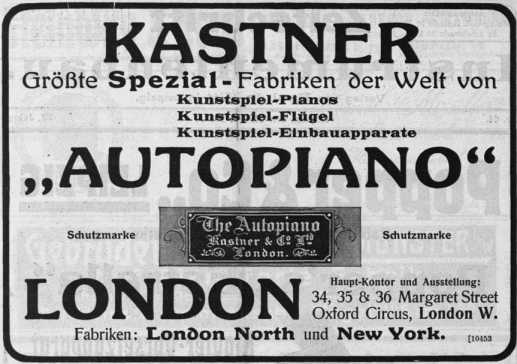 KASTNER
Größte Spezial-Fabriken der Welt von
Kunstspiel-Pianos
Kunstspiel-Flügel
Kunstspiel-Einbauapparate
„AUTOPIANO“
Schutzmarke
The Autopiano
Kastner & Co Ltd
London.
Schutzmarke
LONDON
Haupt-Kontor und Ausstellung:
34, 35 & 36 Margaret Street
Oxford Circus, London W.
Fabriken: London North und New York.
[10453